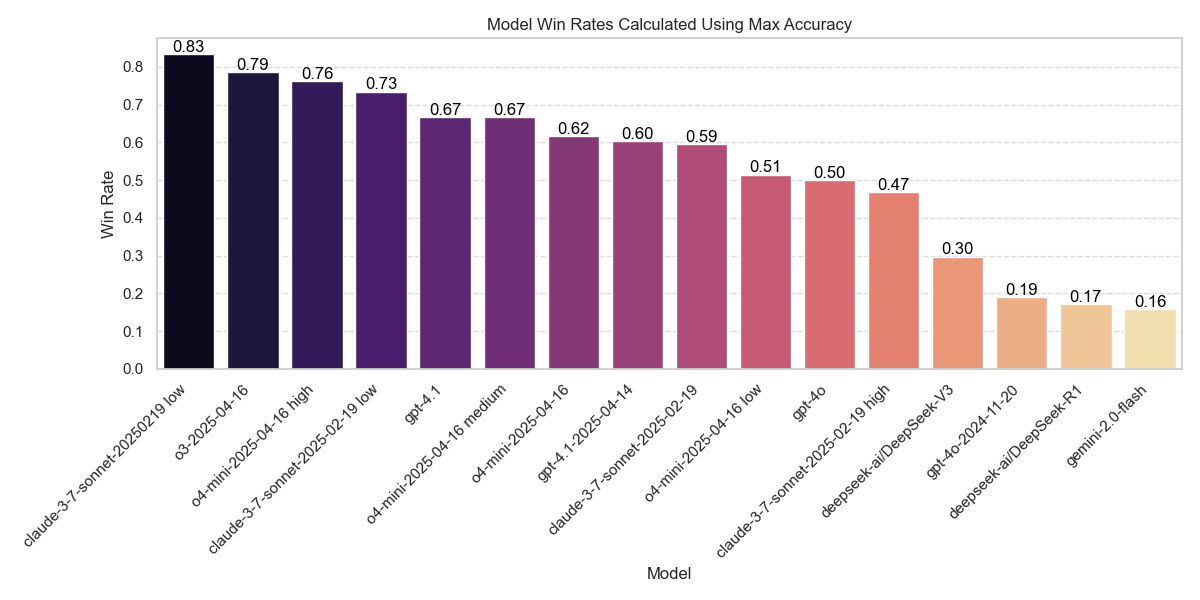 Model Win Rates Calculated Using Max Accuracy
Win Rate
0.8
0.7
0.6
0.5
0.4
0.3
0.2
0.1
0.0
0.83
0.79
0.76
0.73
0.67
0.67
0.62
0.60
0.59
0.51
0.50
0.47
0.30
0.19
0.17
0.16
claude-3-7-sonnet-20250219 low
o3-2025-04-16
o4-mini-2025-04-16 high
claude-3-7-sonnet-2025-02-19 low
gpt-4.1
o4-mini-2025-04-16 medium
o4-mini-2025-04-16
gpt-4.1-2025-04-14
claude-3-7-sonnet-2025-02-19
o4-mini-2025-04-16 low
gpt-4o
claude-3-7-sonnet-2025-02-19 high
deepseek-ai/DeepSeek-V3
gpt-4o-2024-11-20
deepseek-ai/DeepSeek-R1
gemini-2.0-flash
Model